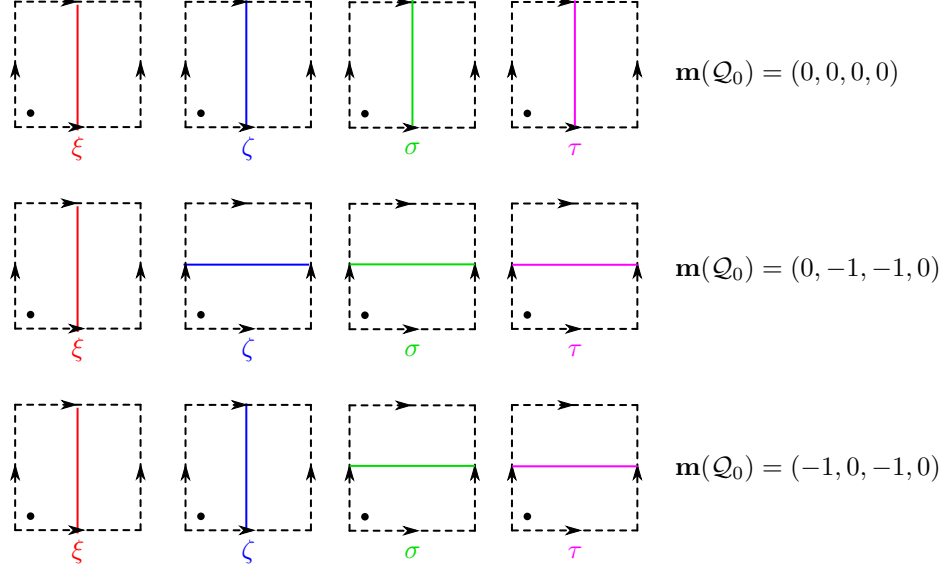 𝐦(𝒬₀) = (0, 0, 0, 0)
ξ ζ σ τ
𝐦(𝒬₀) = (0, −1, −1, 0)
ξ ζ σ τ
𝐦(𝒬₀) = (−1, 0, −1, 0)
ξ ζ σ τ